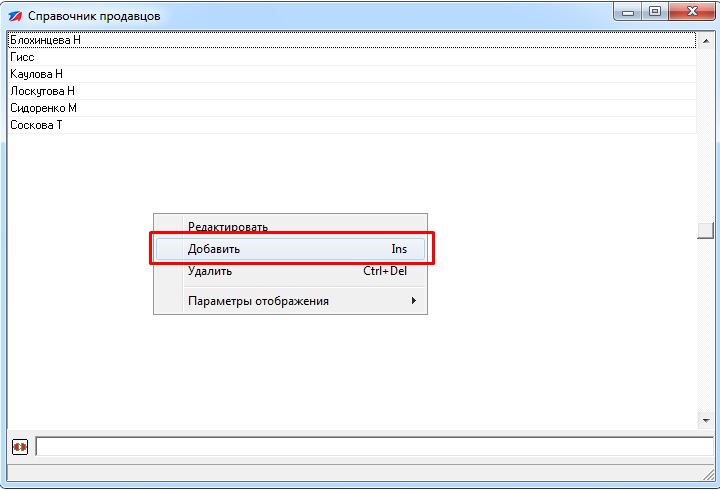 Справочник продавцов
Блохинцева Н
Гисс
Каулова Н
Лоскутова Н
Сидоренко М
Соскова Т
Редактировать
Добавить Ins
Удалить Ctrl+Del
Параметры отображения